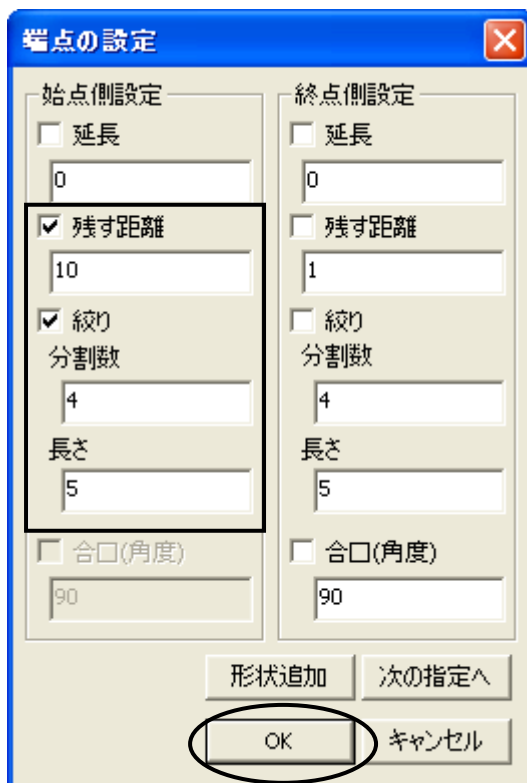 端点の設定
始点側設定
延長
0
残す距離
10
絞り
分割数
4
長さ
5
合口(角度)
90
終点側設定
延長
0
残す距離
1
絞り
分割数
4
長さ
5
合口(角度)
90
形状追加 次の指定へ
OK キャンセル